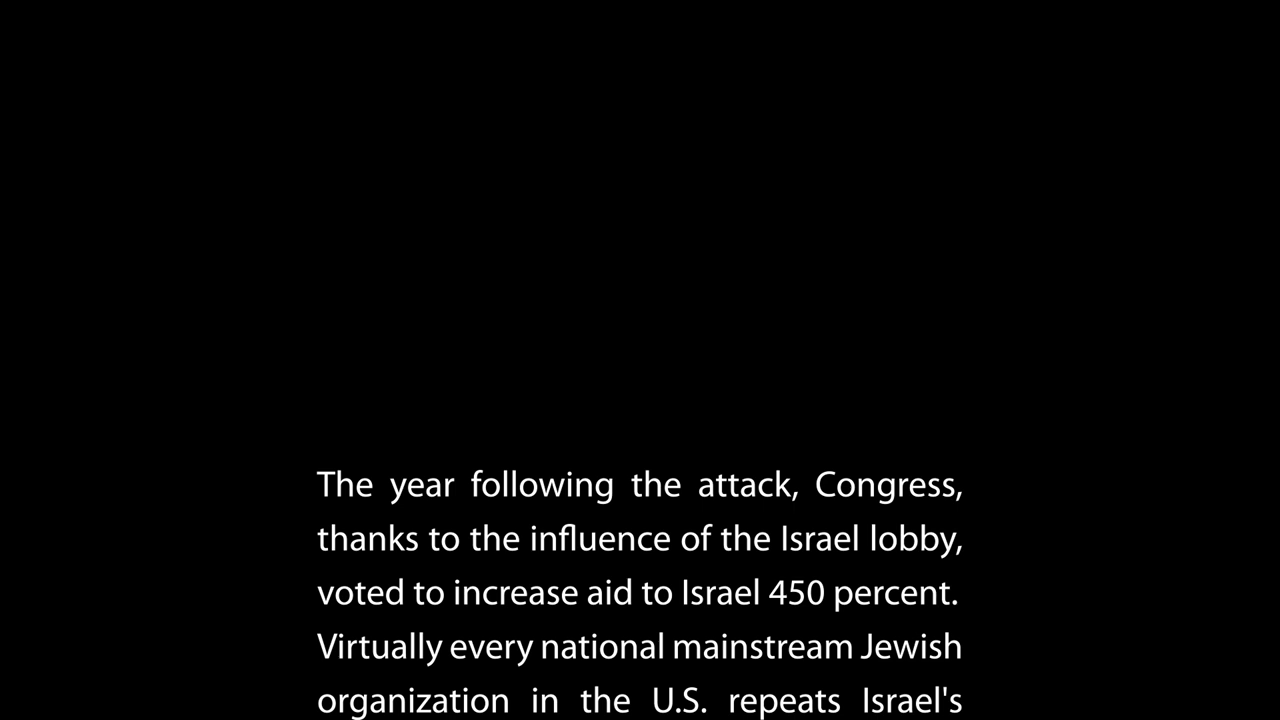 The year following the attack, Congress,
thanks to the influence of the Israel lobby,
voted to increase aid to Israel 450 percent.
Virtually every national mainstream Jewish
organization in the U.S. repeats Israel's